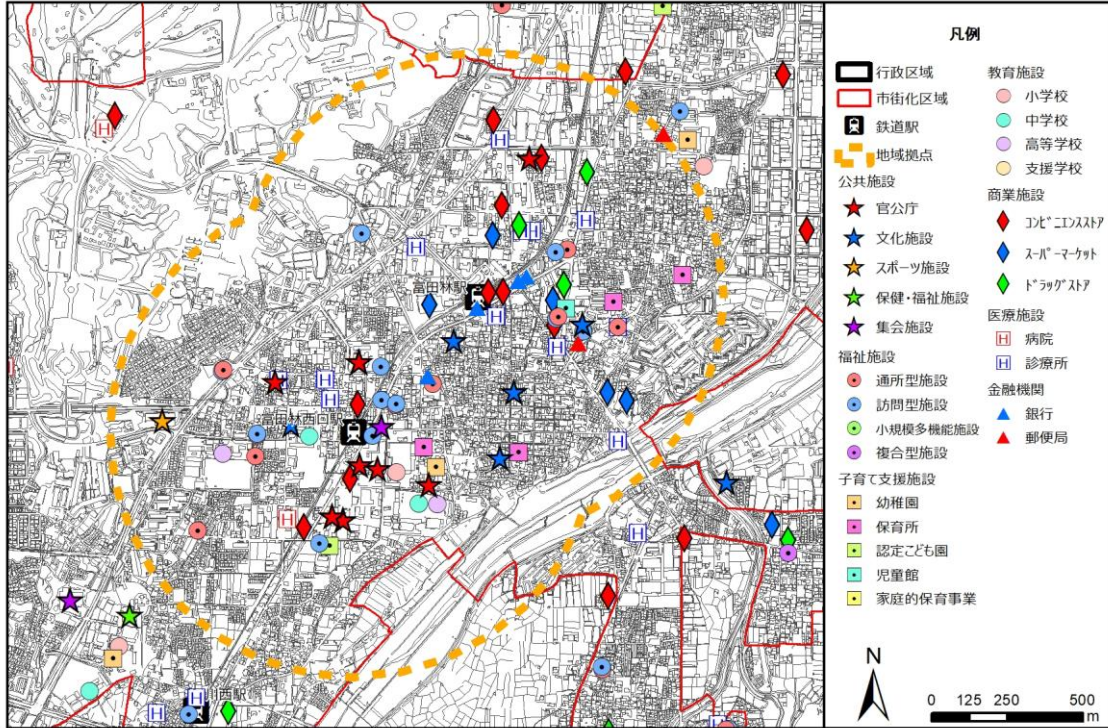 富田林駅
富田林西口駅
川西駅
凡例
行政区域
市街化区域
鉄道駅
地域拠点
公共施設
官公庁
文化施設
スポーツ施設
保健・福祉施設
集会施設
福祉施設
通所型施設
訪問型施設
小規模多機能施設
複合型施設
子育て支援施設
幼稚園
保育所
認定こども園
児童館
家庭的保育事業
教育施設
小学校
中学校
高等学校
支援学校
商業施設
コンビニエンスストア
スーパーマーケット
ドラッグストア
医療施設
H 病院
H 診療所
金融機関
銀行
郵便局
N
0 125 250 500
m